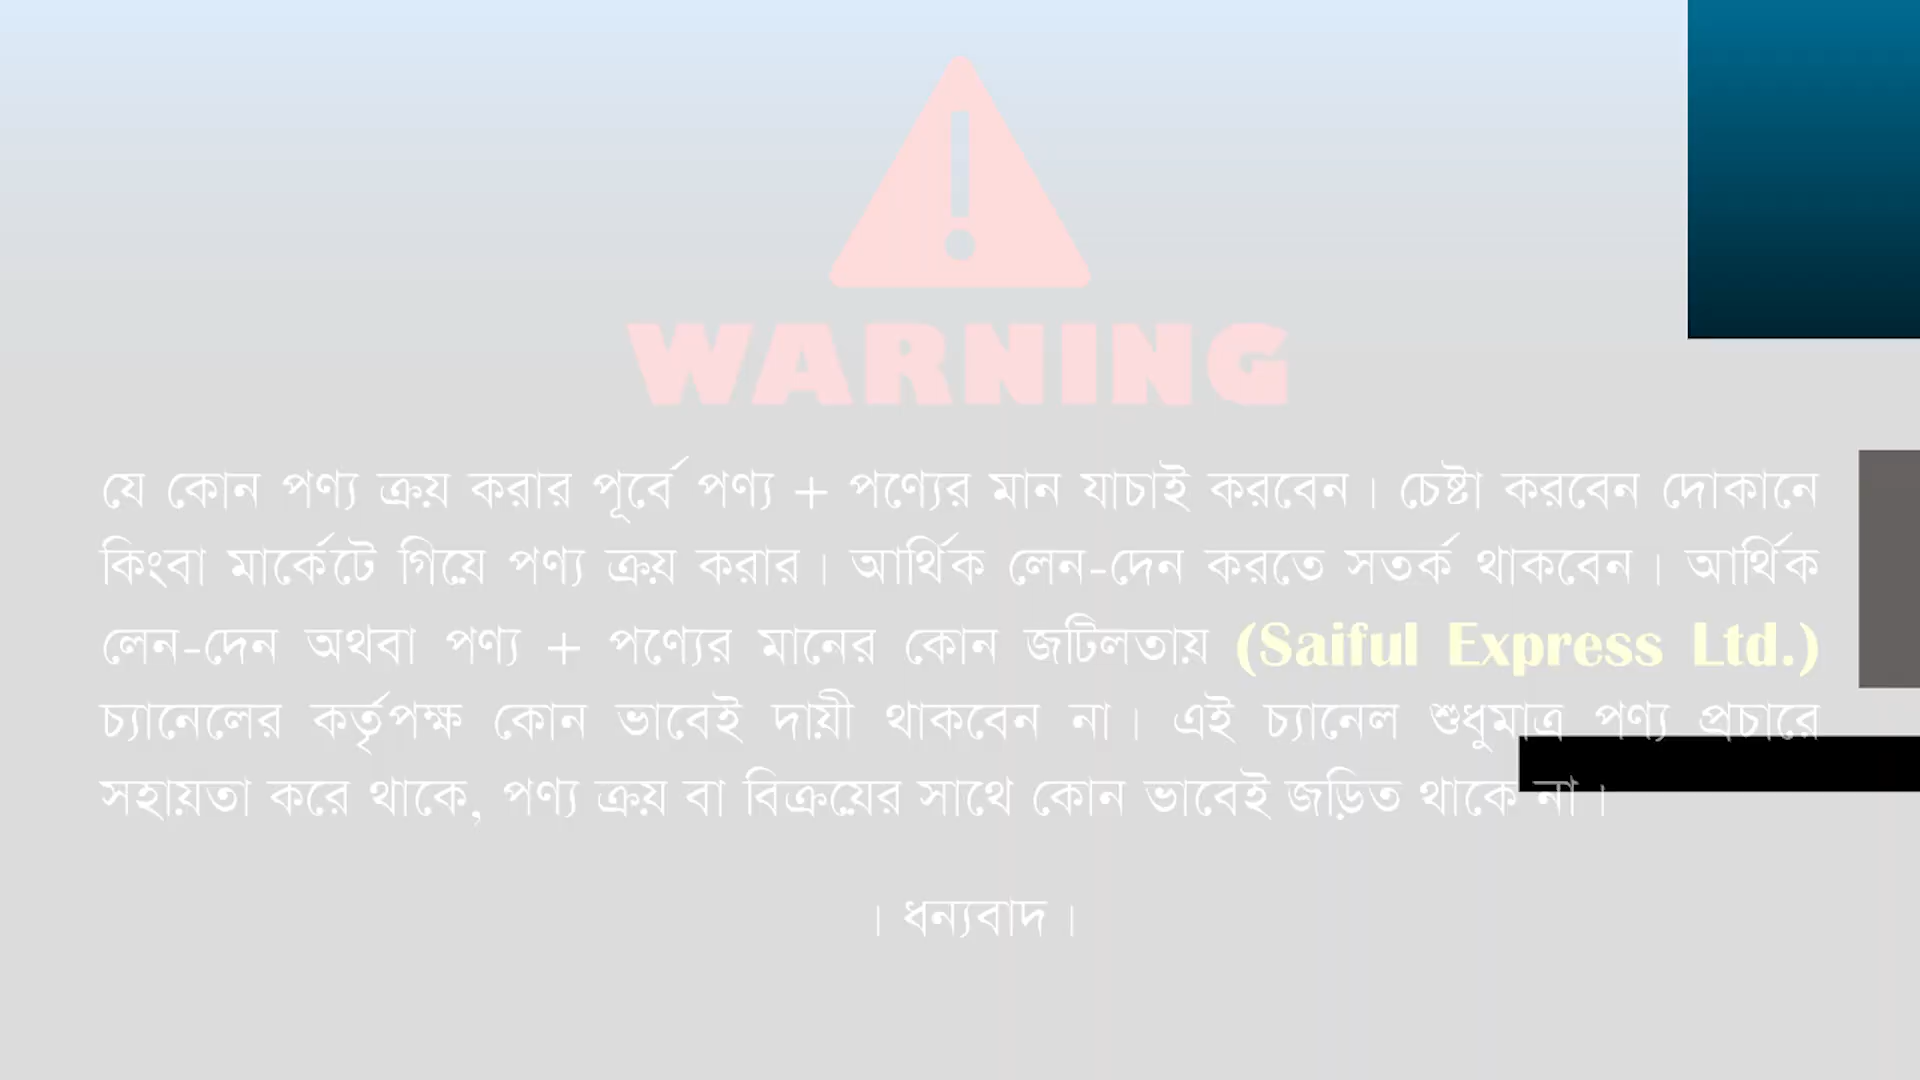 WARNING
যে কোন পণ্য ক্রয় করার পূর্বে পণ্য + পণ্যের মান যাচাই করবেন। চেষ্টা করবেন দোকানে
কিংবা মার্কেটে গিয়ে পণ্য ক্রয় করার। আর্থিক লেন-দেন করতে সতর্ক থাকবেন। আর্থিক
লেন-দেন অথবা পণ্য + পণ্যের মানের কোন জটিলতায় (Saiful Express Ltd.)
চ্যানেলের কর্তৃপক্ষ কোন ভাবেই দায়ী থাকবেন না। এই চ্যানেল শুধুমাত্র পণ্য প্রচারে
সহায়তা করে থাকে, পণ্য ক্রয় বা বিক্রয়ের সাথে কোন ভাবেই জড়িত থাকে না।
। ধন্যবাদ ।